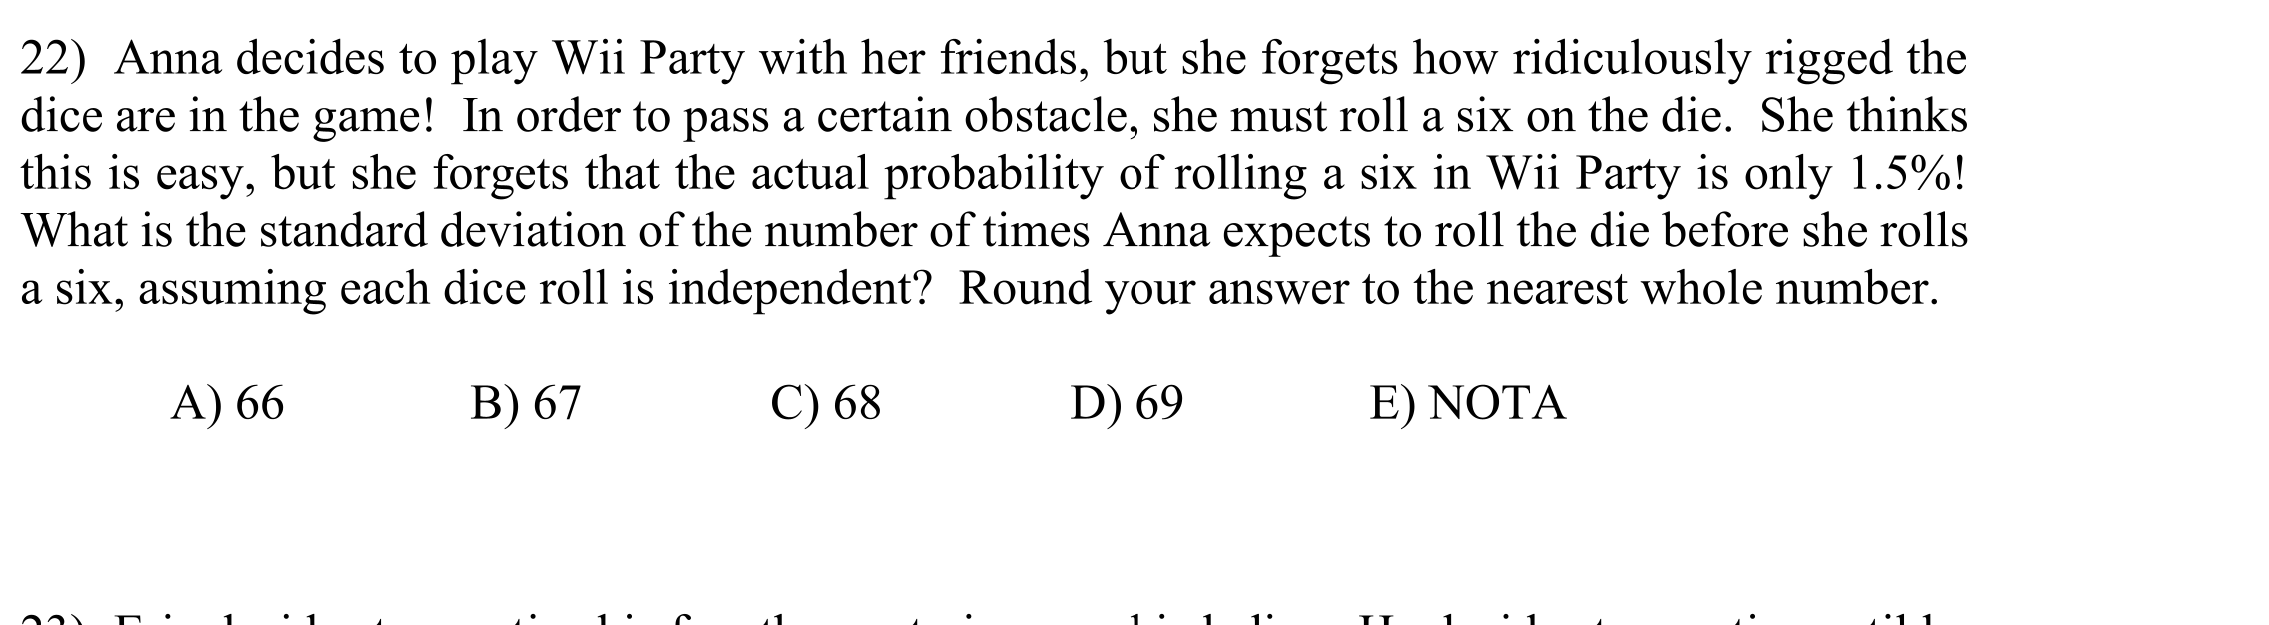 22)  Anna decides to play Wii Party with her friends, but she forgets how ridiculously rigged the
dice are in the game!  In order to pass a certain obstacle, she must roll a six on the die.  She thinks
this is easy, but she forgets that the actual probability of rolling a six in Wii Party is only 1.5%!
What is the standard deviation of the number of times Anna expects to roll the die before she rolls
a six, assuming each dice roll is independent?  Round your answer to the nearest whole number.
A) 66 B) 67 C) 68 D) 69 E) NOTA